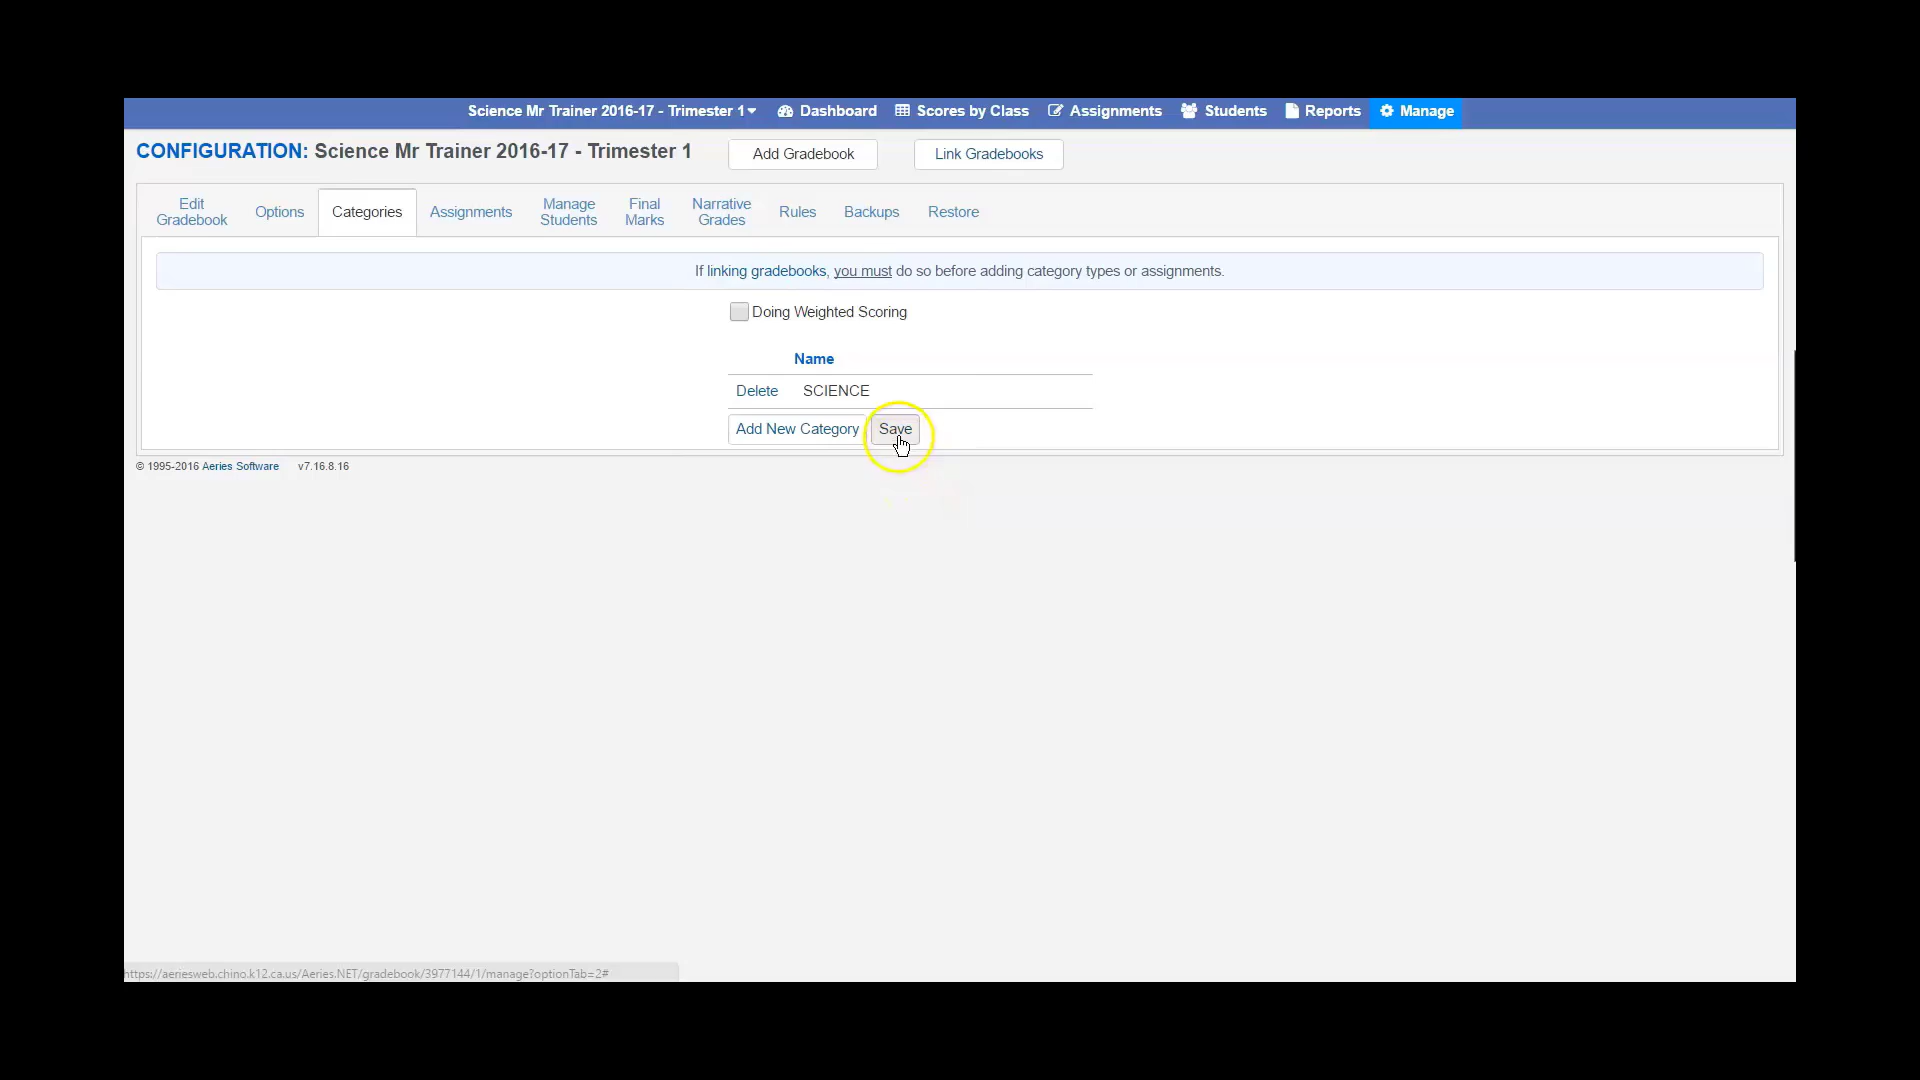 Science Mr Trainer 2016-17 - Trimester 1 Dashboard Scores by Class Assignments Students Reports Manage
CONFIGURATION: Science Mr Trainer 2016-17 - Trimester 1 Add Gradebook Link Gradebooks
Edit Gradebook Options Categories Assignments Manage Students Final Marks Narrative Grades Rules Backups Restore
If linking gradebooks, you must do so before adding category types or assignments.
Doing Weighted Scoring
Name
Delete SCIENCE
Add New Category Save
© 1995-2016 Aeries Software v7.16.8.16
https://aeriesweb.chino.k12.ca.us/Aeries.NET/gradebook/3977144/1/manage?optionTab=2#